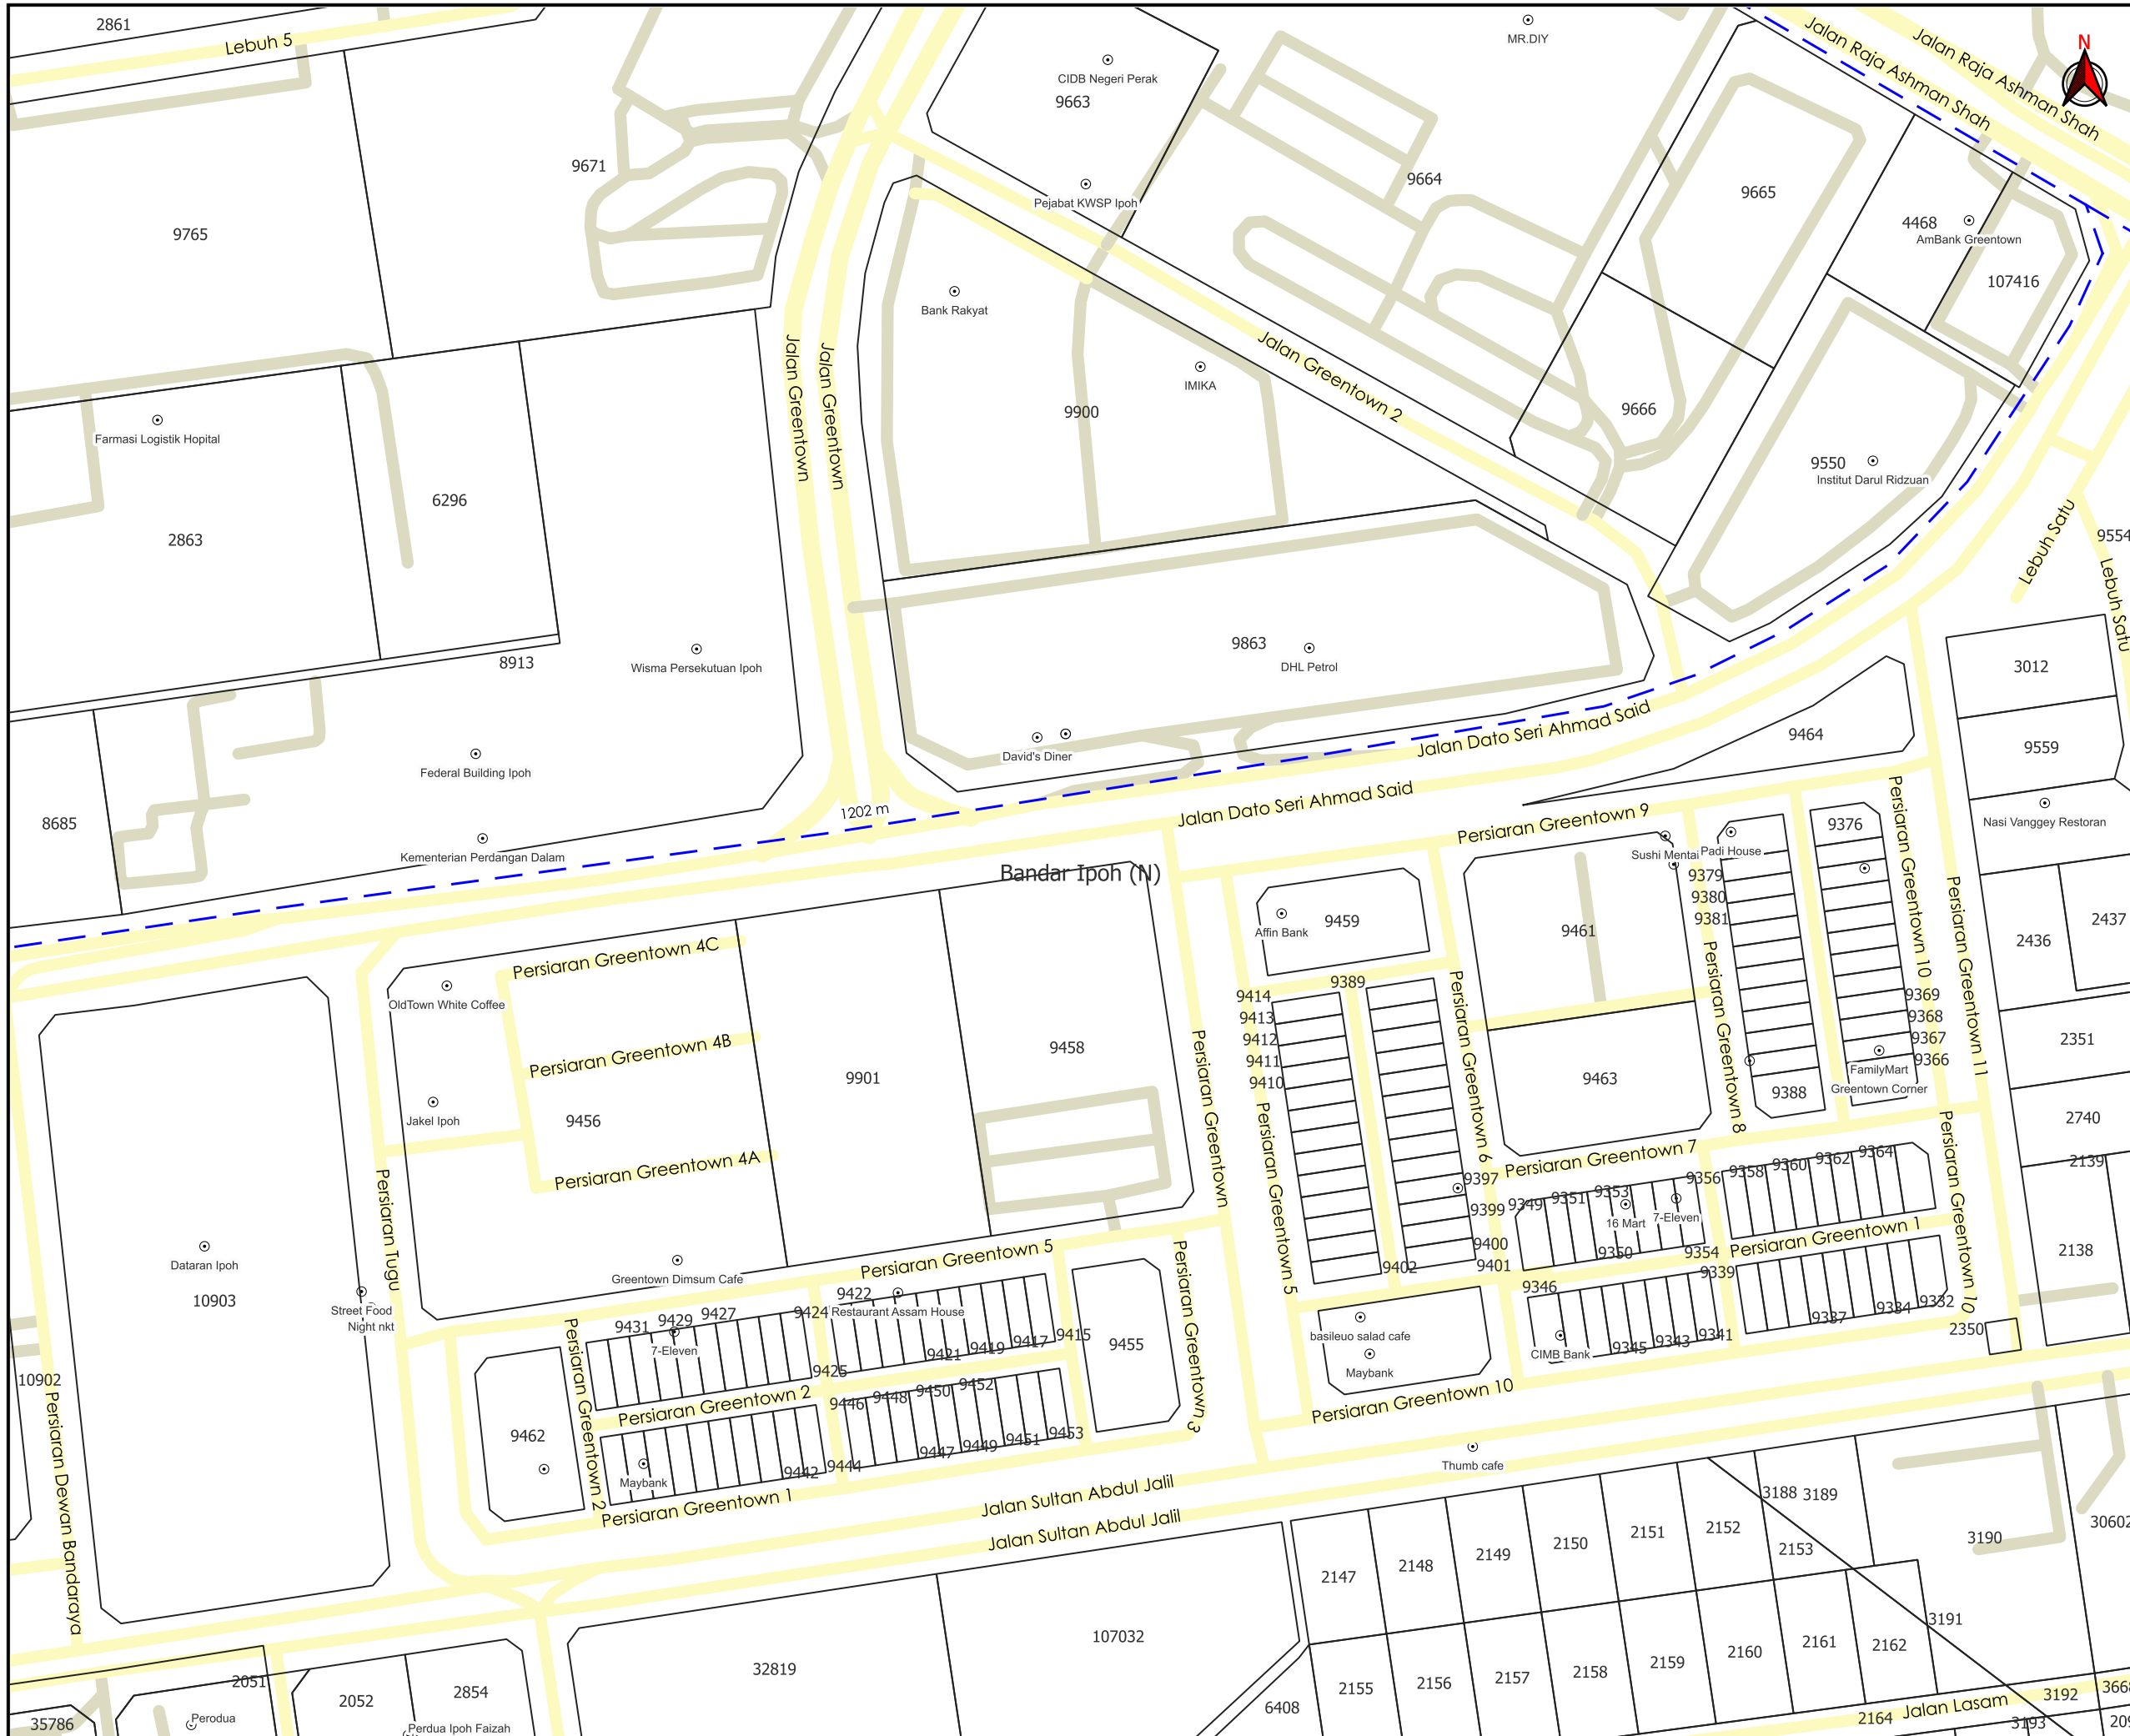 2861
Lebuh 5
MR.DIY
Jalan Raja Ashman Shah
Jalan Raja Ashman Shah
N
CIDB Negeri Perak
9663
9671
9664
9665
Pejabat KWSP Ipoh
4468
AmBank Greentown
9765
107416
Bank Rakyat
Jalan Greentown
Jalan Greentown
Jalan Greentown 2
IMIKA
9900
9666
Farmasi Logistik Hopital
9550
Institut Darul Ridzuan
6296
2863
Lebuh Satu
9554
Lebuh Satu
9863
DHL Petrol
8913
Wisma Persekutuan Ipoh
3012
Jalan Dato Seri Ahmad Said
9464
9559
David's Diner
Federal Building Ipoh
Jalan Dato Seri Ahmad Said
1202 m
8685
Kementerian Perdangan Dalam
Persiaran Greentown 9
Persiaran Greentown 10
9376
Nasi Vanggey Restoran
Sushi Mentai
Padi House
Bandar Ipoh (N)
9379
9380
9381
9459
Affin Bank
9461
2436
2437
Persiaran Greentown 11
Persiaran Greentown 4C
OldTown White Coffee
9414
9413
9412
9411
9410
9389
Persiaran Greentown 6
Persiaran Greentown 8
9369
9368
9367
9366
Persiaran Greentown 4B
9458
9901
Persiaran Greentown
2351
FamilyMart
Greentown Corner
9463
9388
Jakel Ipoh
9456
2740
Persiaran Greentown 5
Persiaran Greentown 10
Persiaran Greentown 4A
Persiaran Greentown 7
2139
Persiaran Tugu
9397
9399
9400
9401
9402
9349
9351
9353
9356
9358
9360
9362
9364
16 Mart
7-Eleven
9350
9354
Persiaran Greentown 1
2138
Dataran Ipoh
10903
Persiaran Greentown 5
Persiaran Greentown 3
Greentown Dimsum Cafe
9346
9339
Street Food
Night nkt
9422
9424
Restaurant Assam House
9427
9429
9431
7-Eleven
9415
9417
9419
9421
9425
9455
basileuo salad cafe
Maybank
CIMB Bank
9345
9343
9341
9337
9334
9332
2350
10902
Persiaran Greentown 2
Persiaran Greentown 2
9446
9448
9450
9452
Persiaran Greentown 10
Persiaran Dewan Bandaraya
9462
9442
9444
9447
9449
9451
9453
Maybank
Thumb cafe
Persiaran Greentown 1
Jalan Sultan Abdul Jalil
Jalan Sultan Abdul Jalil
3188
3189
3190
30602
2147
2148
2149
2150
2151
2152
2153
107032
3191
32819
2155
2156
2157
2158
2159
2160
2161
2162
2051
2052
2854
35786
Perodua
Perdua Ipoh Faizah
6408
2164
Jalan Lasam
3192
3193